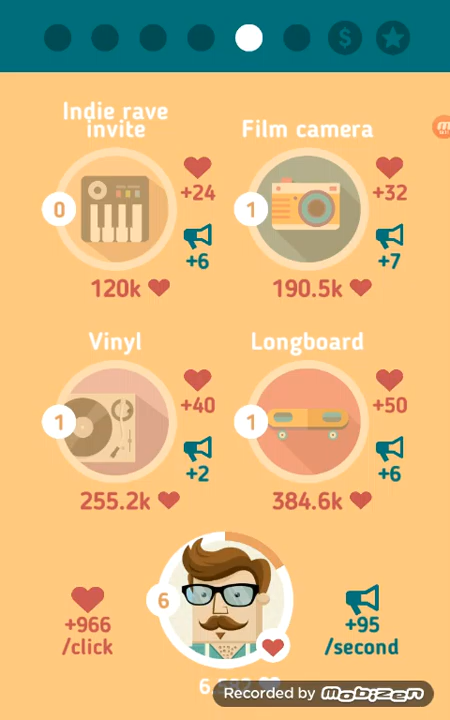 $
Indie rave
invite
Film camera
0
+24
+6
120k
1
+32
+7
190.5k
Vinyl
Longboard
1
+40
+2
255.2k
1
+50
+6
384.6k
6
+966
/click
+95
/second
Recorded by MOBIZEN